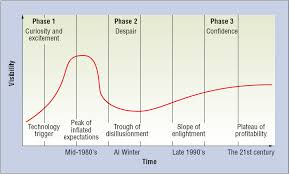 Phase 1
Curiosity and
excitement
Phase 2
Despair
Phase 3
Confidence
Visibility
Technology
trigger
Peak of
inflated
expectations
Trough of
disillusionment
Slope of
enlightment
Plateau of
profitability
Mid-1980's
AI Winter
Late 1990's
The 21st century
Time